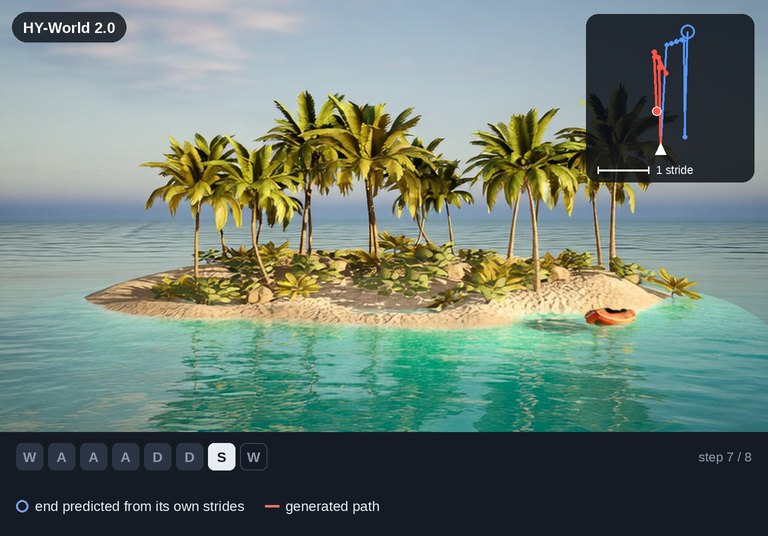 HY-World 2.0
1 stride
W A A A D D S W
step 7 / 8
end predicted from its own strides
generated path